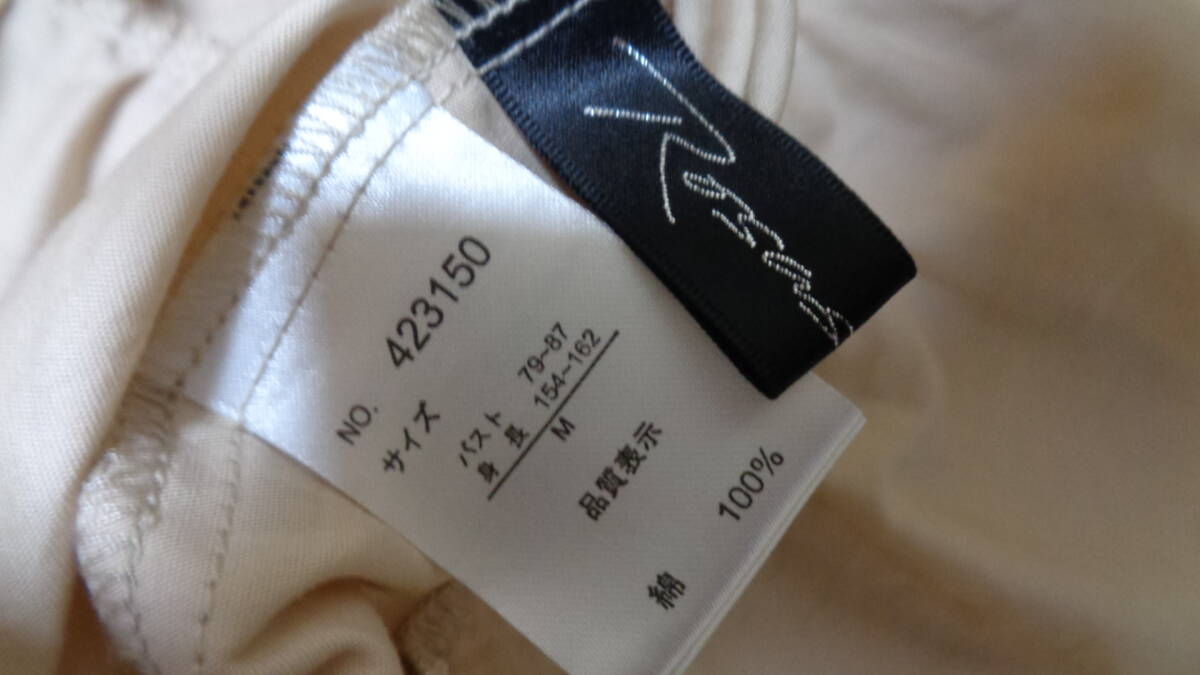 NO. 423150
サイズ
バスト 79~87
身長 154~162
M
品質表示
綿 100%